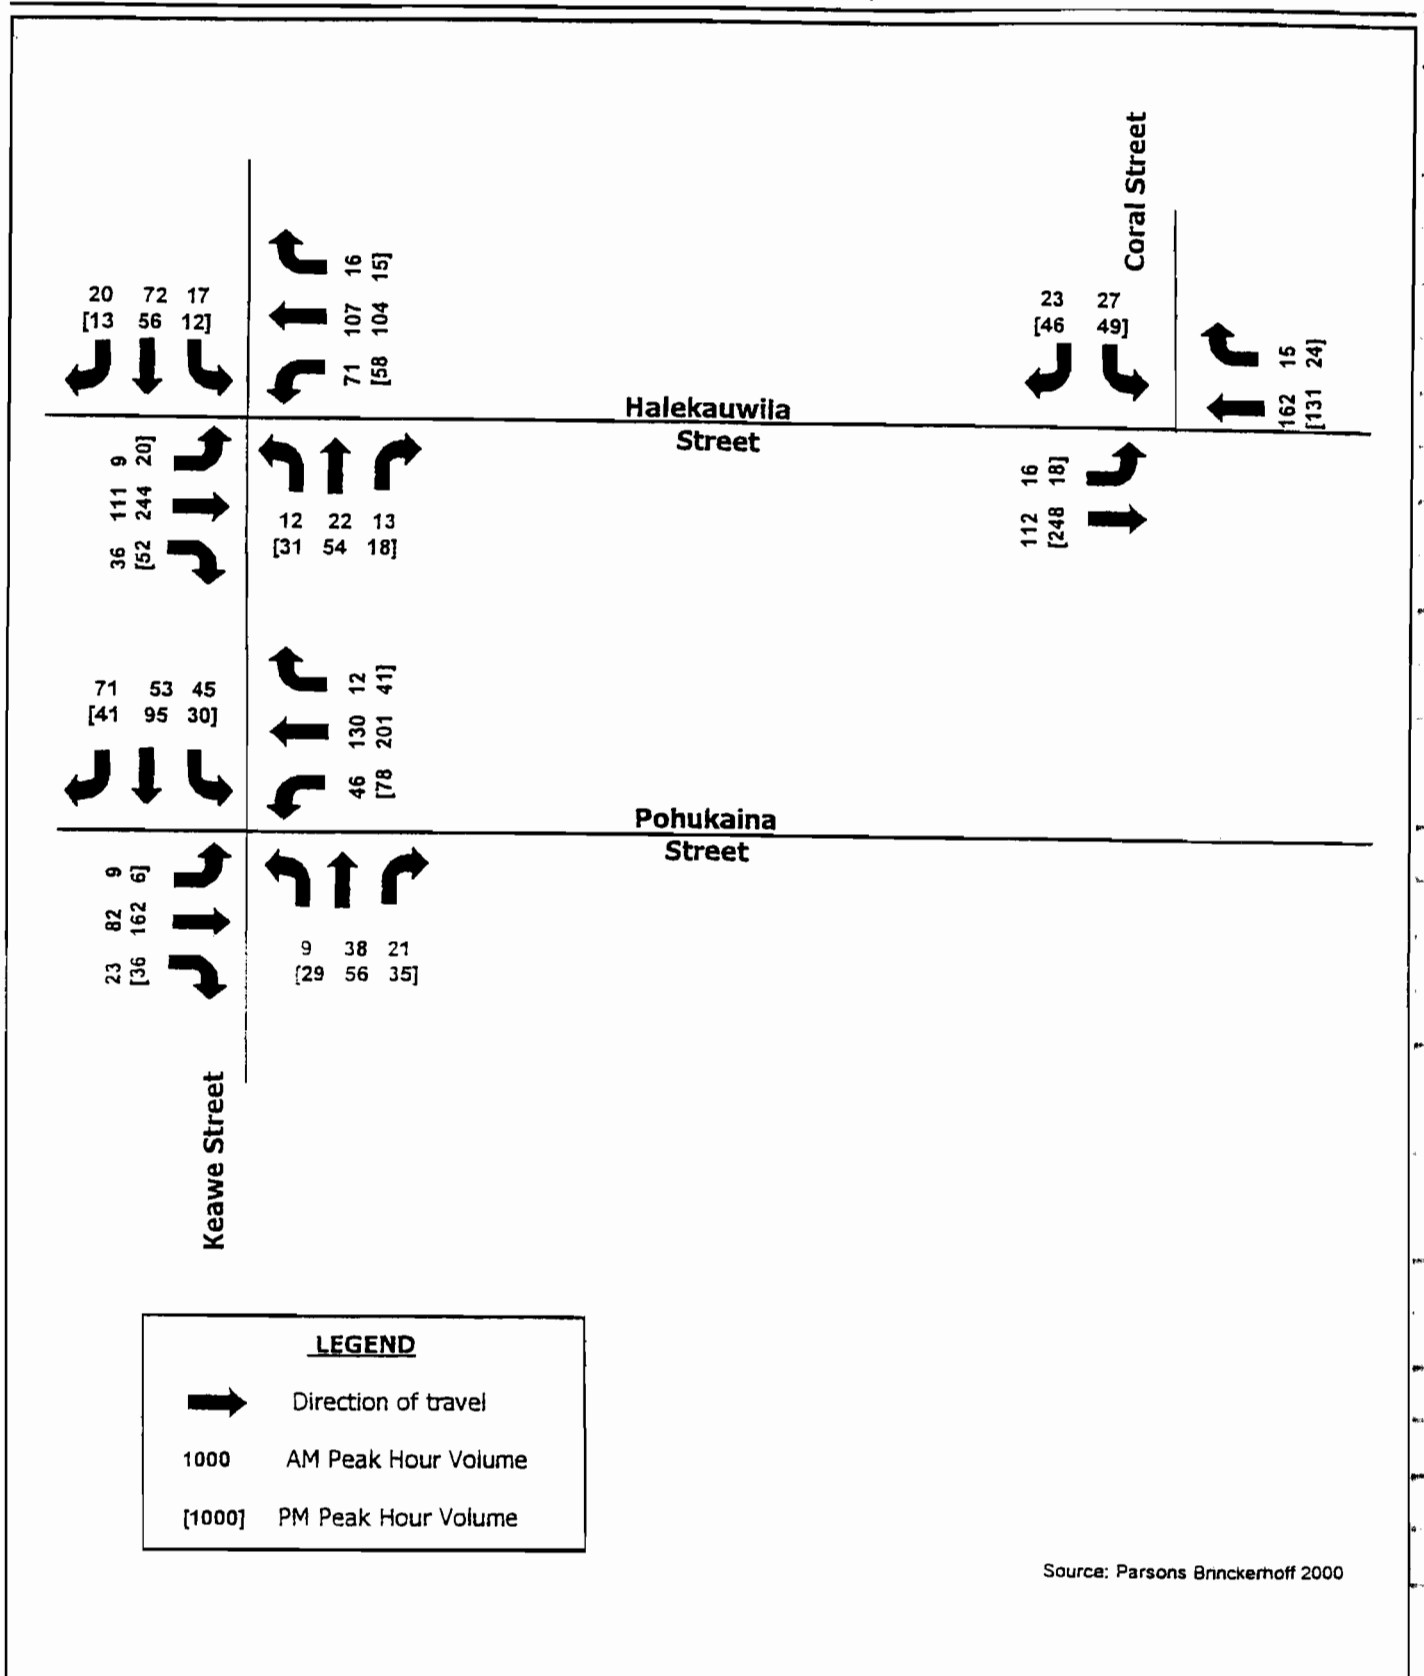 Coral Street
20 72 17
[13 56 12]
16
15]
107
104
71
[58
23 27
[46 49]
15
24]
162
[131
Halekauwila
Street
9
20]
111
244
36
[52
12 22 13
[31 54 18]
16
18]
112
[248
71 53 45
[41 95 30]
12
41]
130
201
46
[78
Pohukaina
Street
9
6]
82
162
23
[36
9 38 21
[29 56 35]
Keawe Street
LEGEND
Direction of travel
1000 AM Peak Hour Volume
[1000] PM Peak Hour Volume
Source: Parsons Brinckerhoff 2000